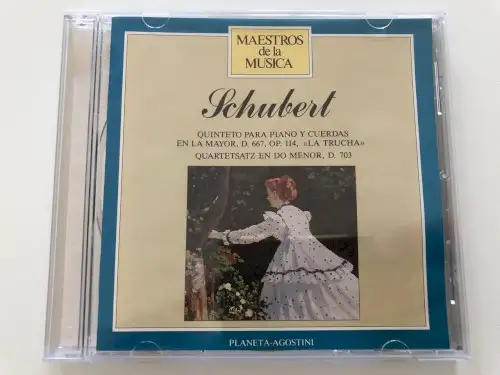 MAESTROS
de la
MUSICA
Schubert
QUINTETO PARA PIANO Y CUERDAS
EN LA MAYOR, D. 667, OP. 114, «LA TRUCHA»
QUARTETSATZ EN DO MENOR, D. 703
PLANETA-AGOSTINI